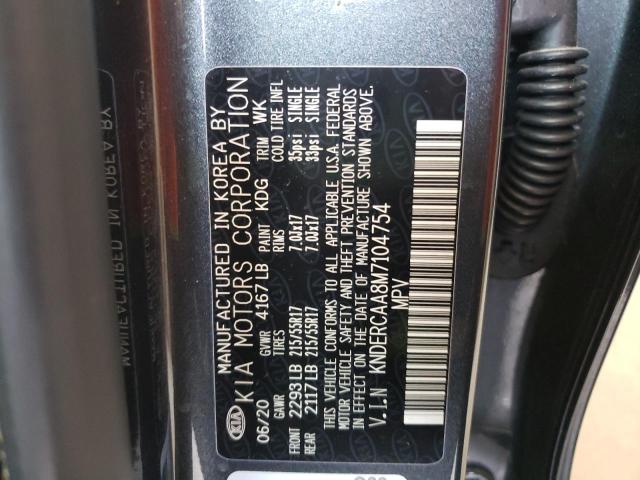 KIA
MANUFACTURED IN KOREA BY
KIA MOTORS CORPORATION
06/20 GVWR 4167 LB PAINT KDG TRIM WK
GAWR TIRES RIMS COLD TIRE INFL
FRONT 2293 LB 215/55R17 7.0Jx17 35psi SINGLE
REAR 2117 LB 215/55R17 7.0Jx17 33psi SINGLE
THIS VEHICLE CONFORMS TO ALL APPLICABLE U.S.A. FEDERAL
MOTOR VEHICLE SAFETY AND THEFT PREVENTION STANDARDS
IN EFFECT ON THE DATE OF MANUFACTURE SHOWN ABOVE.
V.I.N KNDERCAA8M7104754
MPV